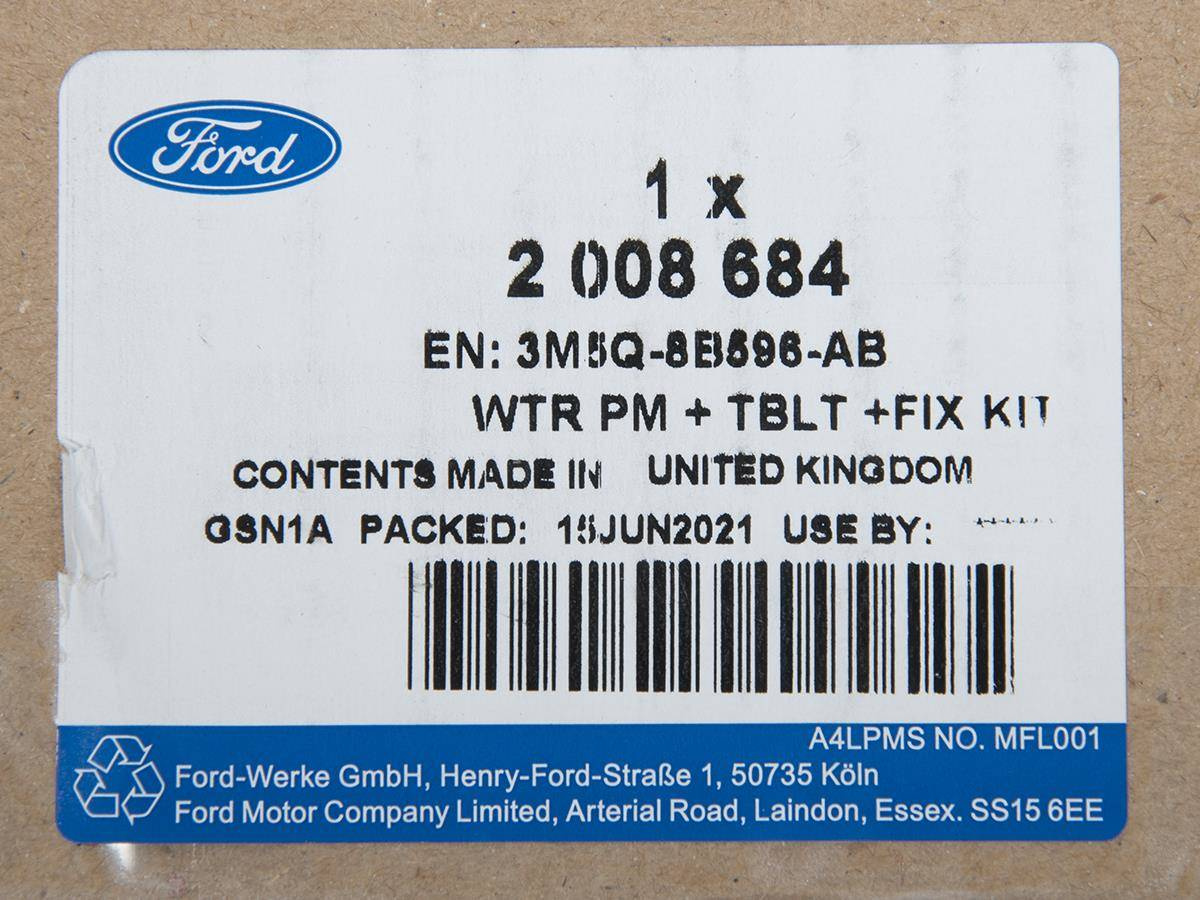 Ford
1 x
2 008 684
EN: 3M5Q-8B596-AB
WTR PM + TBLT +FIX KIT
CONTENTS MADE IN UNITED KINGDOM
GSN1A PACKED: 15JUN2021 USE BY: ------
A4LPMS NO. MFL001
Ford-Werke GmbH, Henry-Ford-Straße 1, 50735 Köln
Ford Motor Company Limited, Arterial Road, Laindon, Essex. SS15 6EE